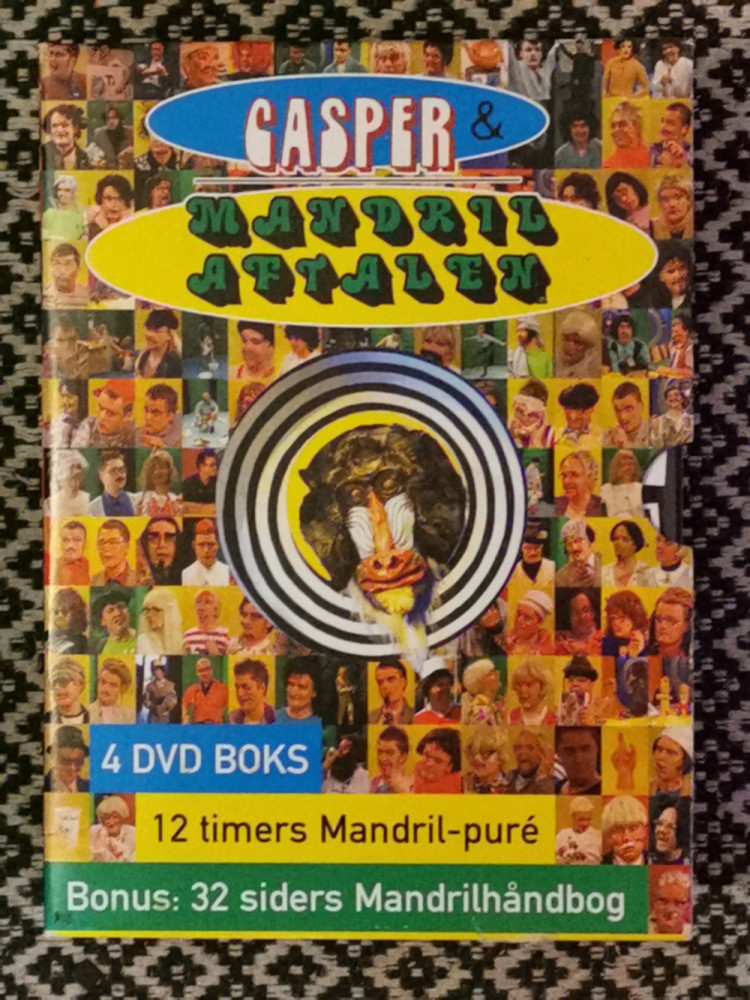 CASPER &
MANDRIL
AFTALEN
4 DVD BOKS
12 timers Mandril-puré
Bonus: 32 siders Mandrilhåndbog